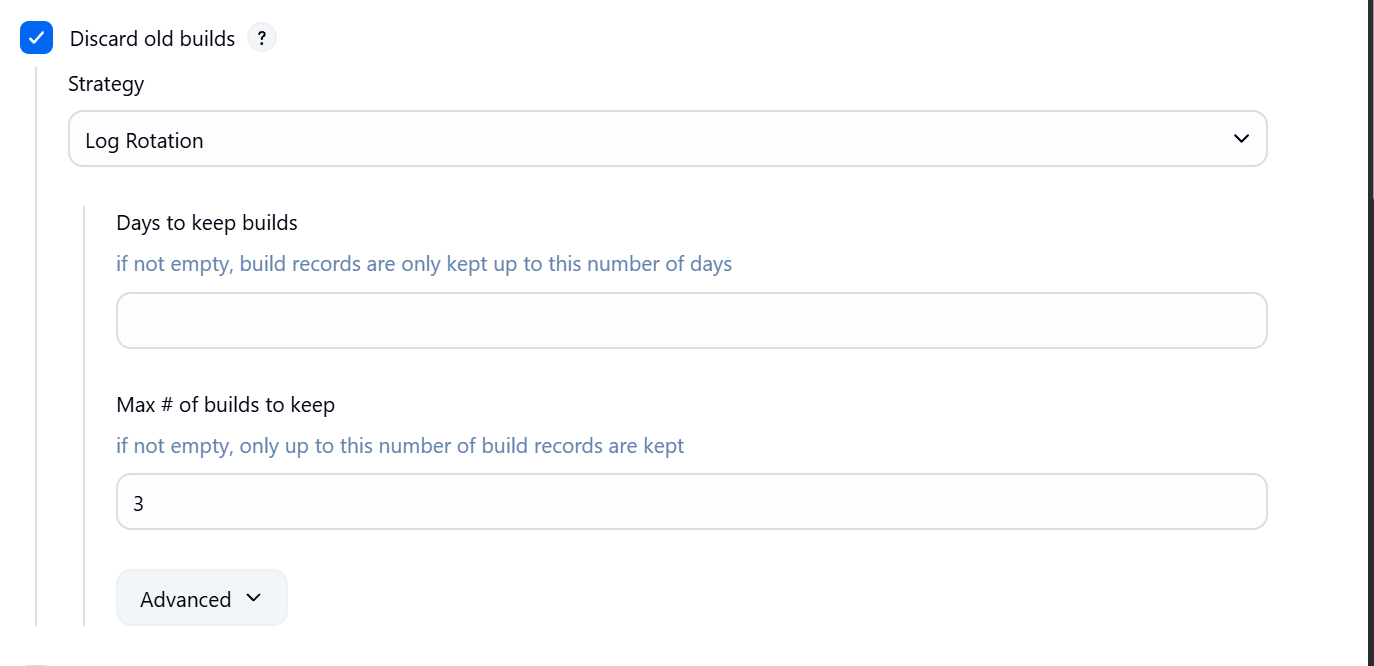 Discard old builds ?
Strategy
Log Rotation
Days to keep builds
if not empty, build records are only kept up to this number of days
Max # of builds to keep
if not empty, only up to this number of build records are kept
3
Advanced